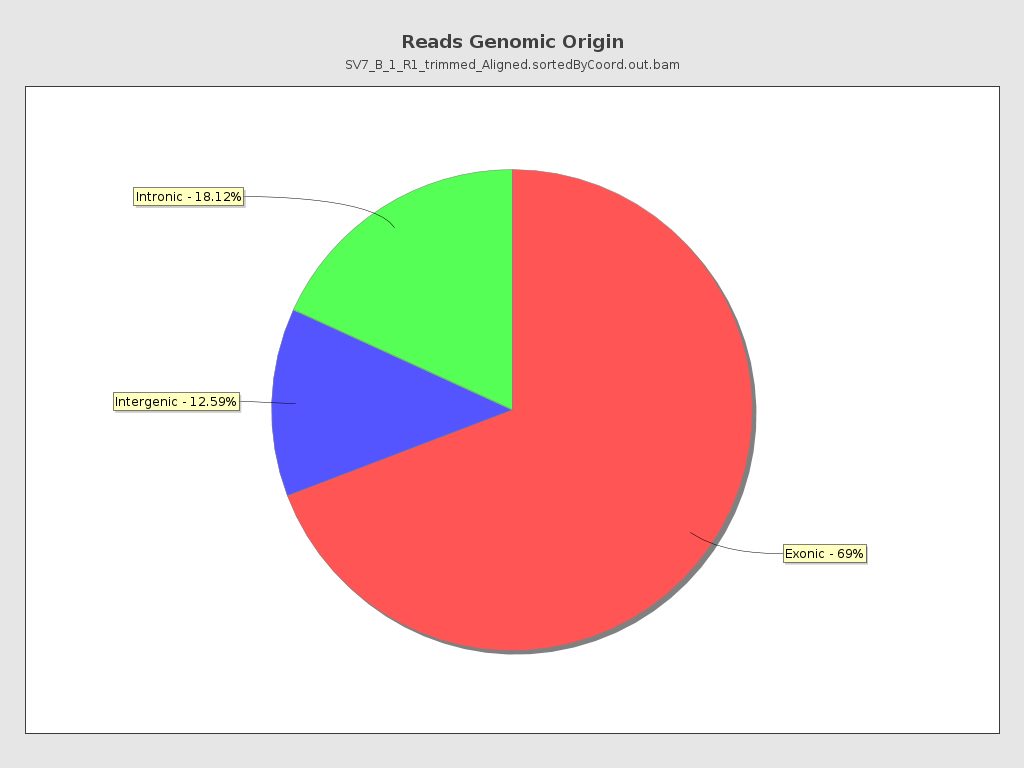 Reads Genomic Origin
SV7_B_1_R1_trimmed_Aligned.sortedByCoord.out.bam
Intronic - 18.12%
Intergenic - 12.59%
Exonic - 69%